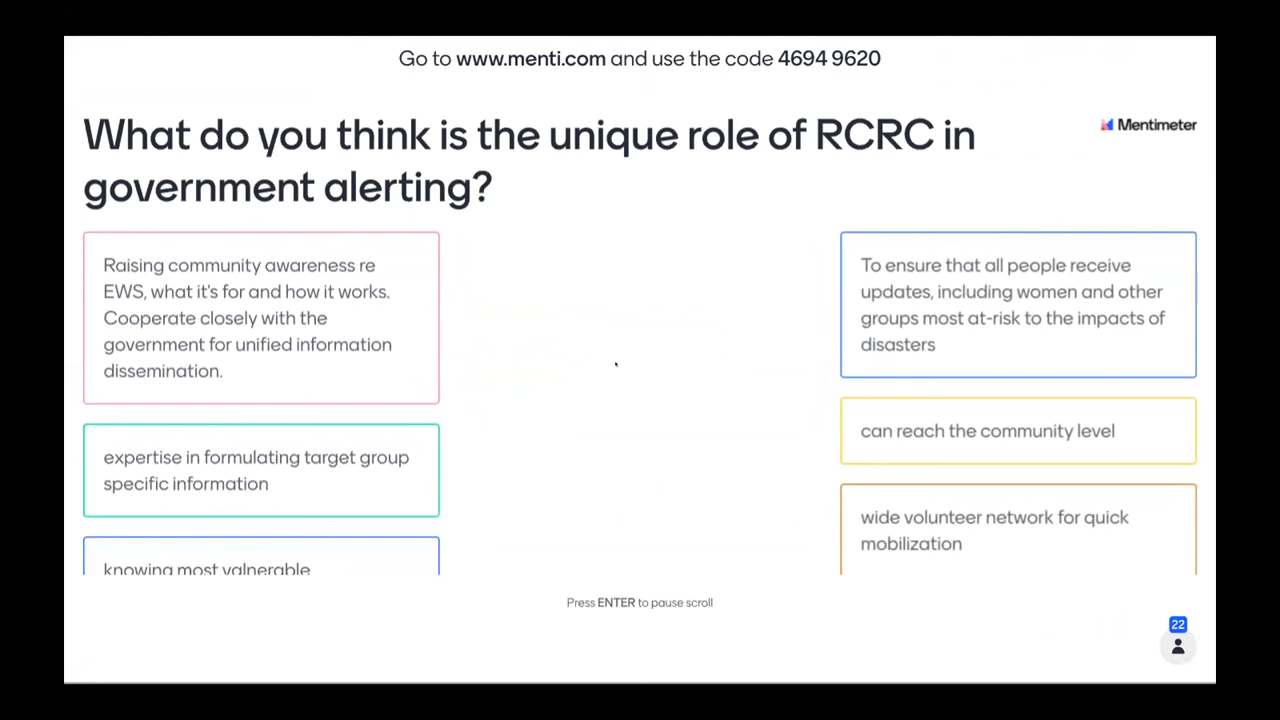 Go to www.menti.com and use the code 4694 9620
What do you think is the unique role of RCRC in
government alerting?
Mentimeter
Raising community awareness re
EWS, what it's for and how it works.
Cooperate closely with the
government for unified information
dissemination.
expertise in formulating target group
specific information
knowing most valnerable
To ensure that all people receive
updates, including women and other
groups most at-risk to the impacts of
disasters
can reach the community level
wide volunteer network for quick
mobilization
Press ENTER to pause scroll
22